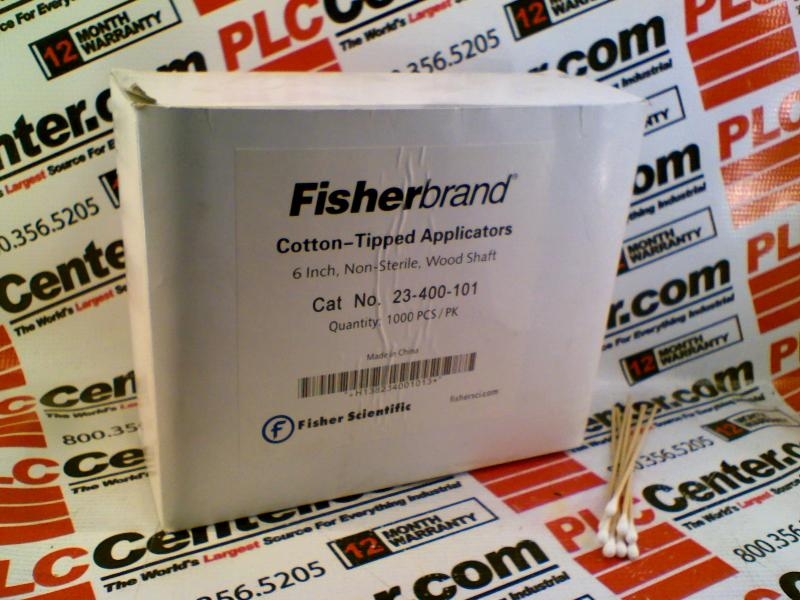 Fisherbrand®
Cotton-Tipped Applicators
6 Inch, Non-Sterile, Wood Shaft
Cat No. 23-400-101
Quantity: 1000 PCS/PK
Made in China
Fisher Scientific
fishersci.com
12 MONTH WARRANTY
PLCCenter.com
The World's Largest Source For Everything Industrial
800.356.5205